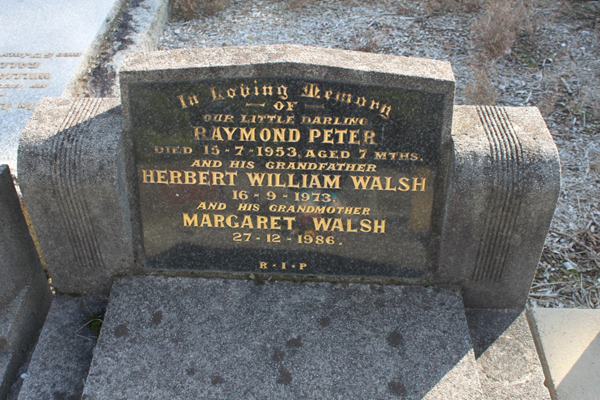 In Loving Memory
— OF —
OUR LITTLE DARLING
RAYMOND PETER
DIED 15-7-1953, AGED 7 MTHS.
AND HIS GRANDFATHER
HERBERT WILLIAM WALSH
16-9-1973.
AND HIS GRANDMOTHER
MARGARET WALSH
27-12-1986.
R·I·P